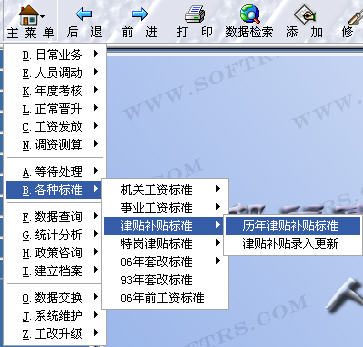 主菜单 后退 前进 打印 数据检索 添加 修
D. 日常业务
E. 人员调动
K. 年度考核
L. 正常晋升
C. 工资发放
N. 调资测算
A. 等待处理
B. 各种标准
F. 数据查询
G. 统计分析
H. 政策咨询
I. 建立档案
O. 数据交换
J. 系统维护
Z. 工改升级
机关工资标准
事业工资标准
津贴补贴标准
特岗津贴标准
06年套改标准
93年套改标准
06年前工资标准
历年津贴补贴标准
津贴补贴录入更新
WWW.SOFTRS.COM